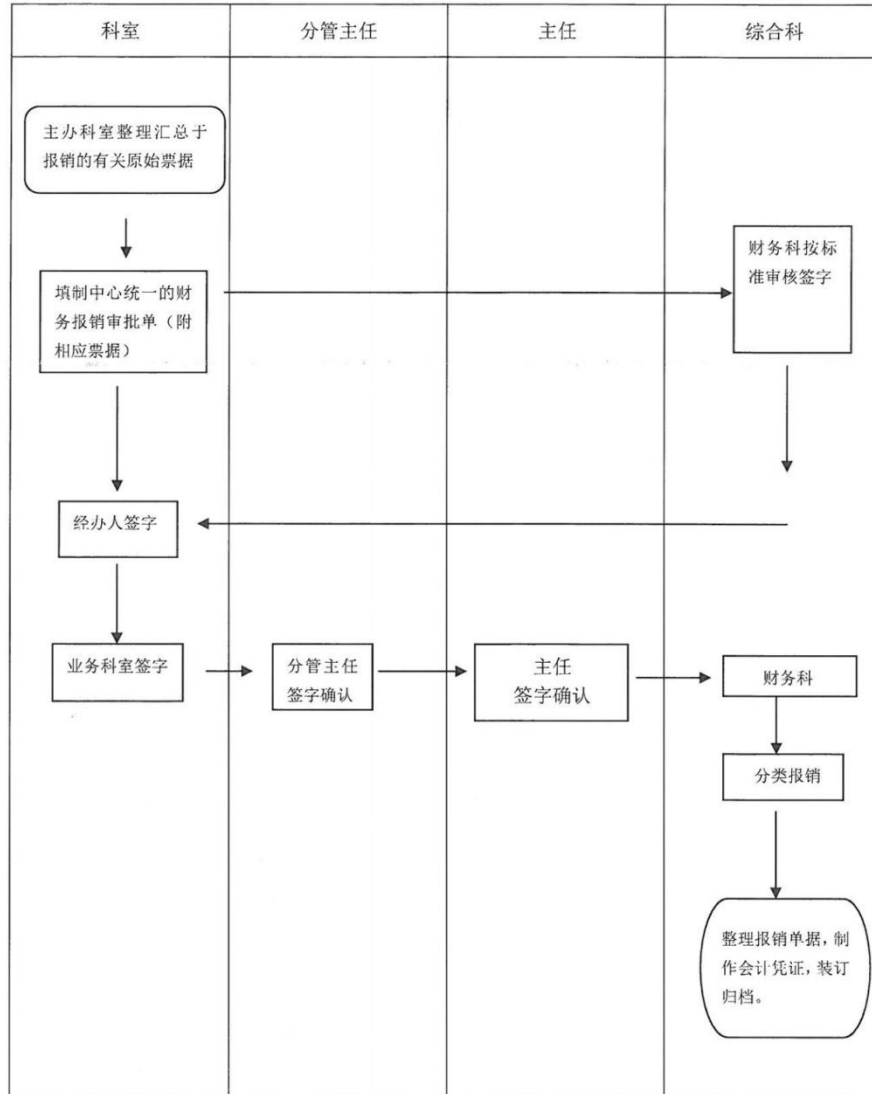 科室
分管主任
主任
综合科
主办科室整理汇总于
报销的有关原始票据
财务科按标
准审核签字
填制中心统一的财
务报销审批单（附
相应票据）
经办人签字
业务科室签字
分管主任
签字确认
主任
签字确认
财务科
分类报销
整理报销单据，制
作会计凭证，装订
归档。